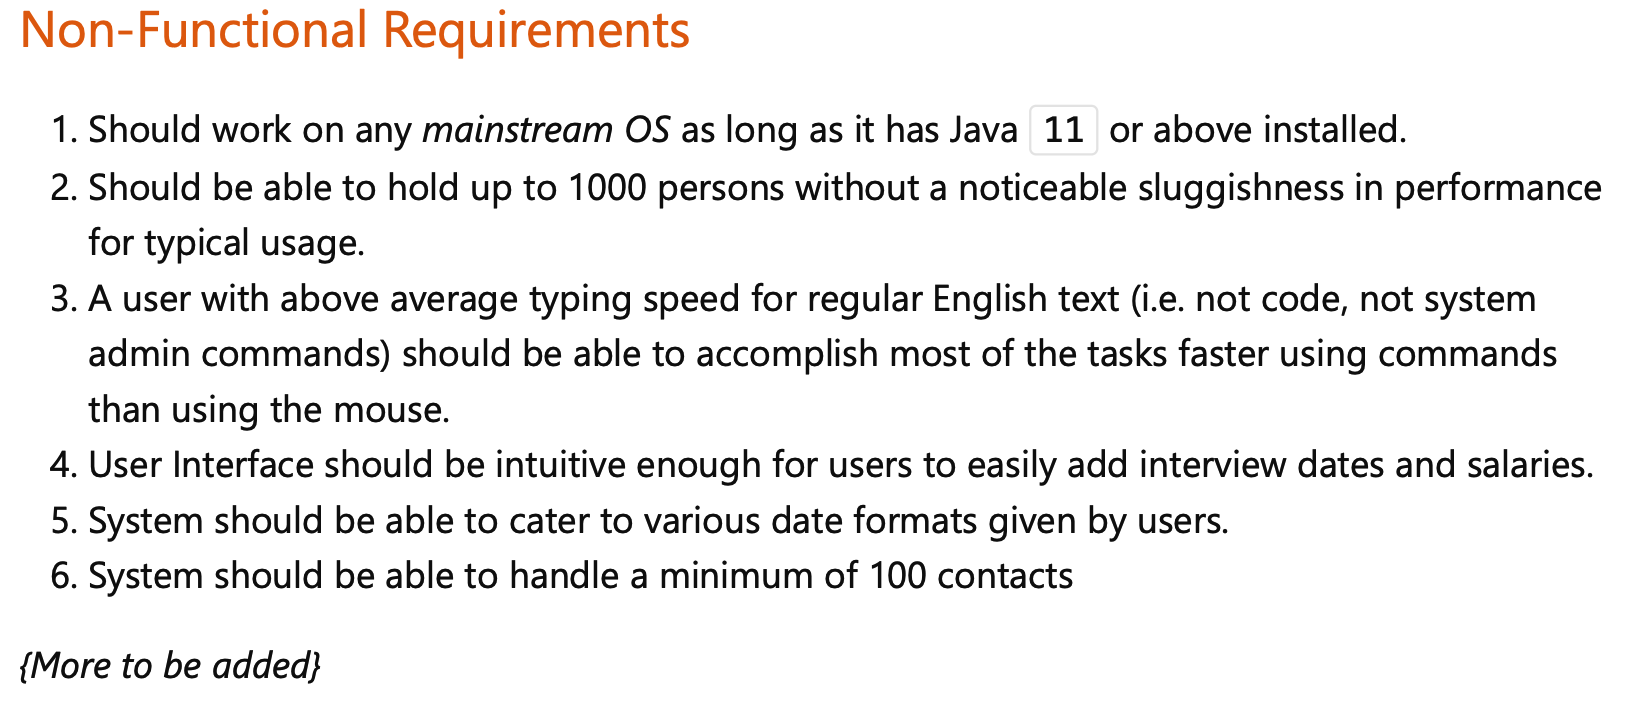 Non-Functional Requirements
1. Should work on any mainstream OS as long as it has Java 11 or above installed.
2. Should be able to hold up to 1000 persons without a noticeable sluggishness in performance
for typical usage.
3. A user with above average typing speed for regular English text (i.e. not code, not system
admin commands) should be able to accomplish most of the tasks faster using commands
than using the mouse.
4. User Interface should be intuitive enough for users to easily add interview dates and salaries.
5. System should be able to cater to various date formats given by users.
6. System should be able to handle a minimum of 100 contacts
{More to be added}